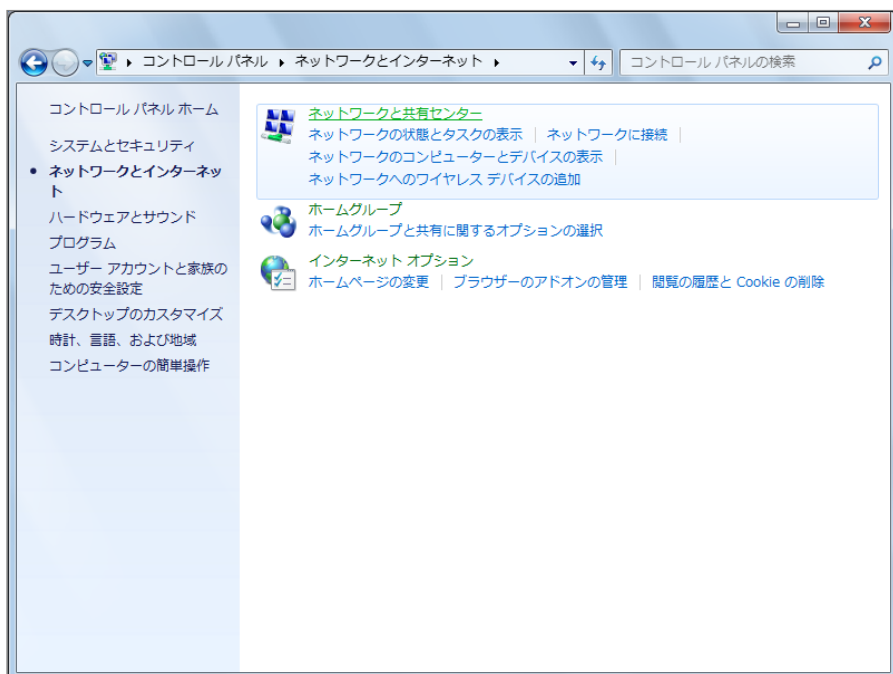 コントロール パネル ▸ ネットワークとインターネット ▸
コントロール パネルの検索
コントロール パネル ホーム
システムとセキュリティ
ネットワークとインターネッ
ト
ハードウェアとサウンド
プログラム
ユーザー アカウントと家族の
ための安全設定
デスクトップのカスタマイズ
時計、言語、および地域
コンピューターの簡単操作
ネットワークと共有センター
ネットワークの状態とタスクの表示 | ネットワークに接続 |
ネットワークのコンピューターとデバイスの表示 |
ネットワークへのワイヤレス デバイスの追加
ホームグループ
ホームグループと共有に関するオプションの選択
インターネット オプション
ホームページの変更 | ブラウザーのアドオンの管理 | 閲覧の履歴と Cookie の削除